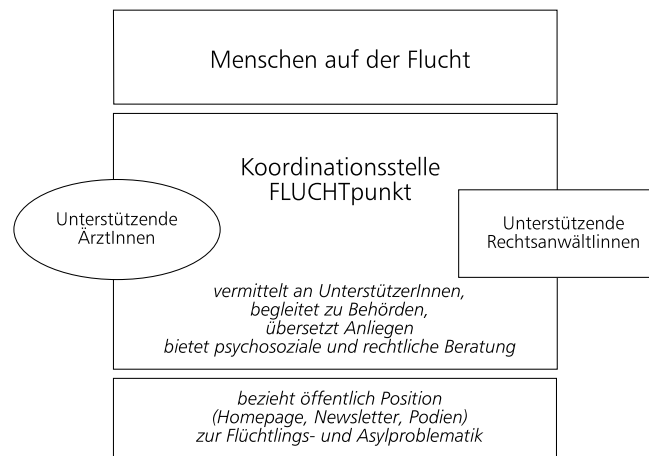 Menschen auf der Flucht
Koordinationsstelle
FLUCHTpunkt
Unterstützende
ÄrztInnen
Unterstützende
RechtsanwältIinnen
vermittelt an UnterstützerInnen,
begleitet zu Behörden,
übersetzt Anliegen
bietet psychosoziale und rechtliche Beratung
bezieht öffentlich Position
(Homepage, Newsletter, Podien)
zur Flüchtlings- und Asylproblematik